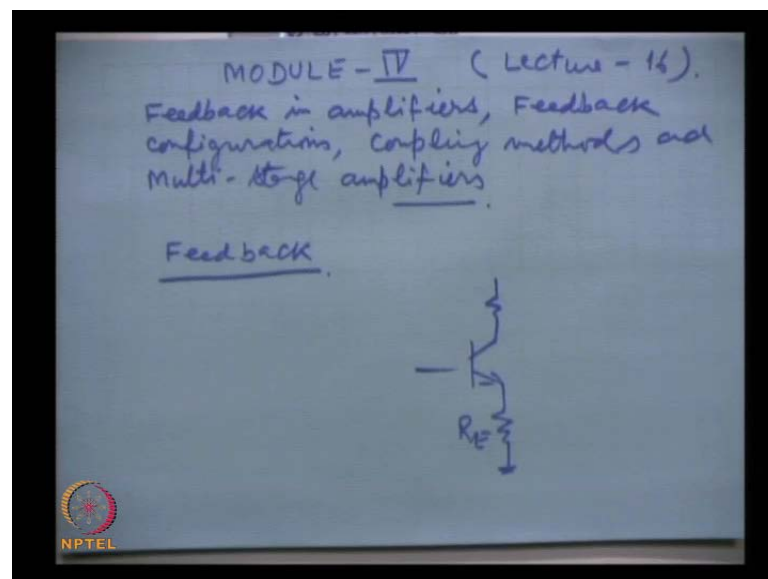 MODULE - IV (Lecture - 16).
Feedback in amplifiers, Feedback
configurations, Coupling methods and
Multi-stage amplifiers.
Feedback.
RE
NPTEL